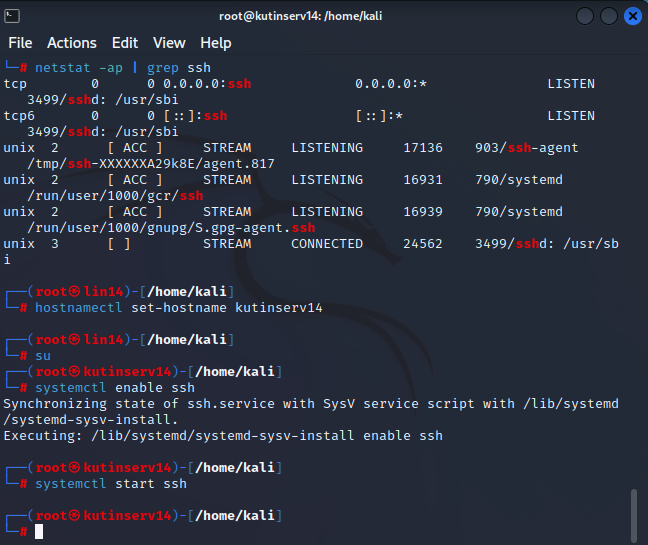 root@kutinserv14: /home/kali
File Actions Edit View Help
└─# netstat -ap | grep ssh
tcp 0 0 0.0.0.0:ssh 0.0.0.0:* LISTEN
3499/sshd: /usr/sbi
tcp6 0 0 [::]:ssh [::]:* LISTEN
3499/sshd: /usr/sbi
unix 2 [ ACC ] STREAM LISTENING 17136 903/ssh-agent
/tmp/ssh-XXXXXXA29k8E/agent.817
unix 2 [ ACC ] STREAM LISTENING 16931 790/systemd
/run/user/1000/gcr/ssh
unix 2 [ ACC ] STREAM LISTENING 16939 790/systemd
/run/user/1000/gnupg/S.gpg-agent.ssh
unix 3 [ ] STREAM CONNECTED 24562 3499/sshd: /usr/sb
i
┌──(root㉿lin14)-[/home/kali]
└─# hostnamectl set-hostname kutinserv14
┌──(root㉿lin14)-[/home/kali]
└─# su
┌──(root㉿kutinserv14)-[/home/kali]
└─# systemctl enable ssh
Synchronizing state of ssh.service with SysV service script with /lib/systemd
/systemd-sysv-install.
Executing: /lib/systemd/systemd-sysv-install enable ssh
┌──(root㉿kutinserv14)-[/home/kali]
└─# systemctl start ssh
┌──(root㉿kutinserv14)-[/home/kali]
└─#